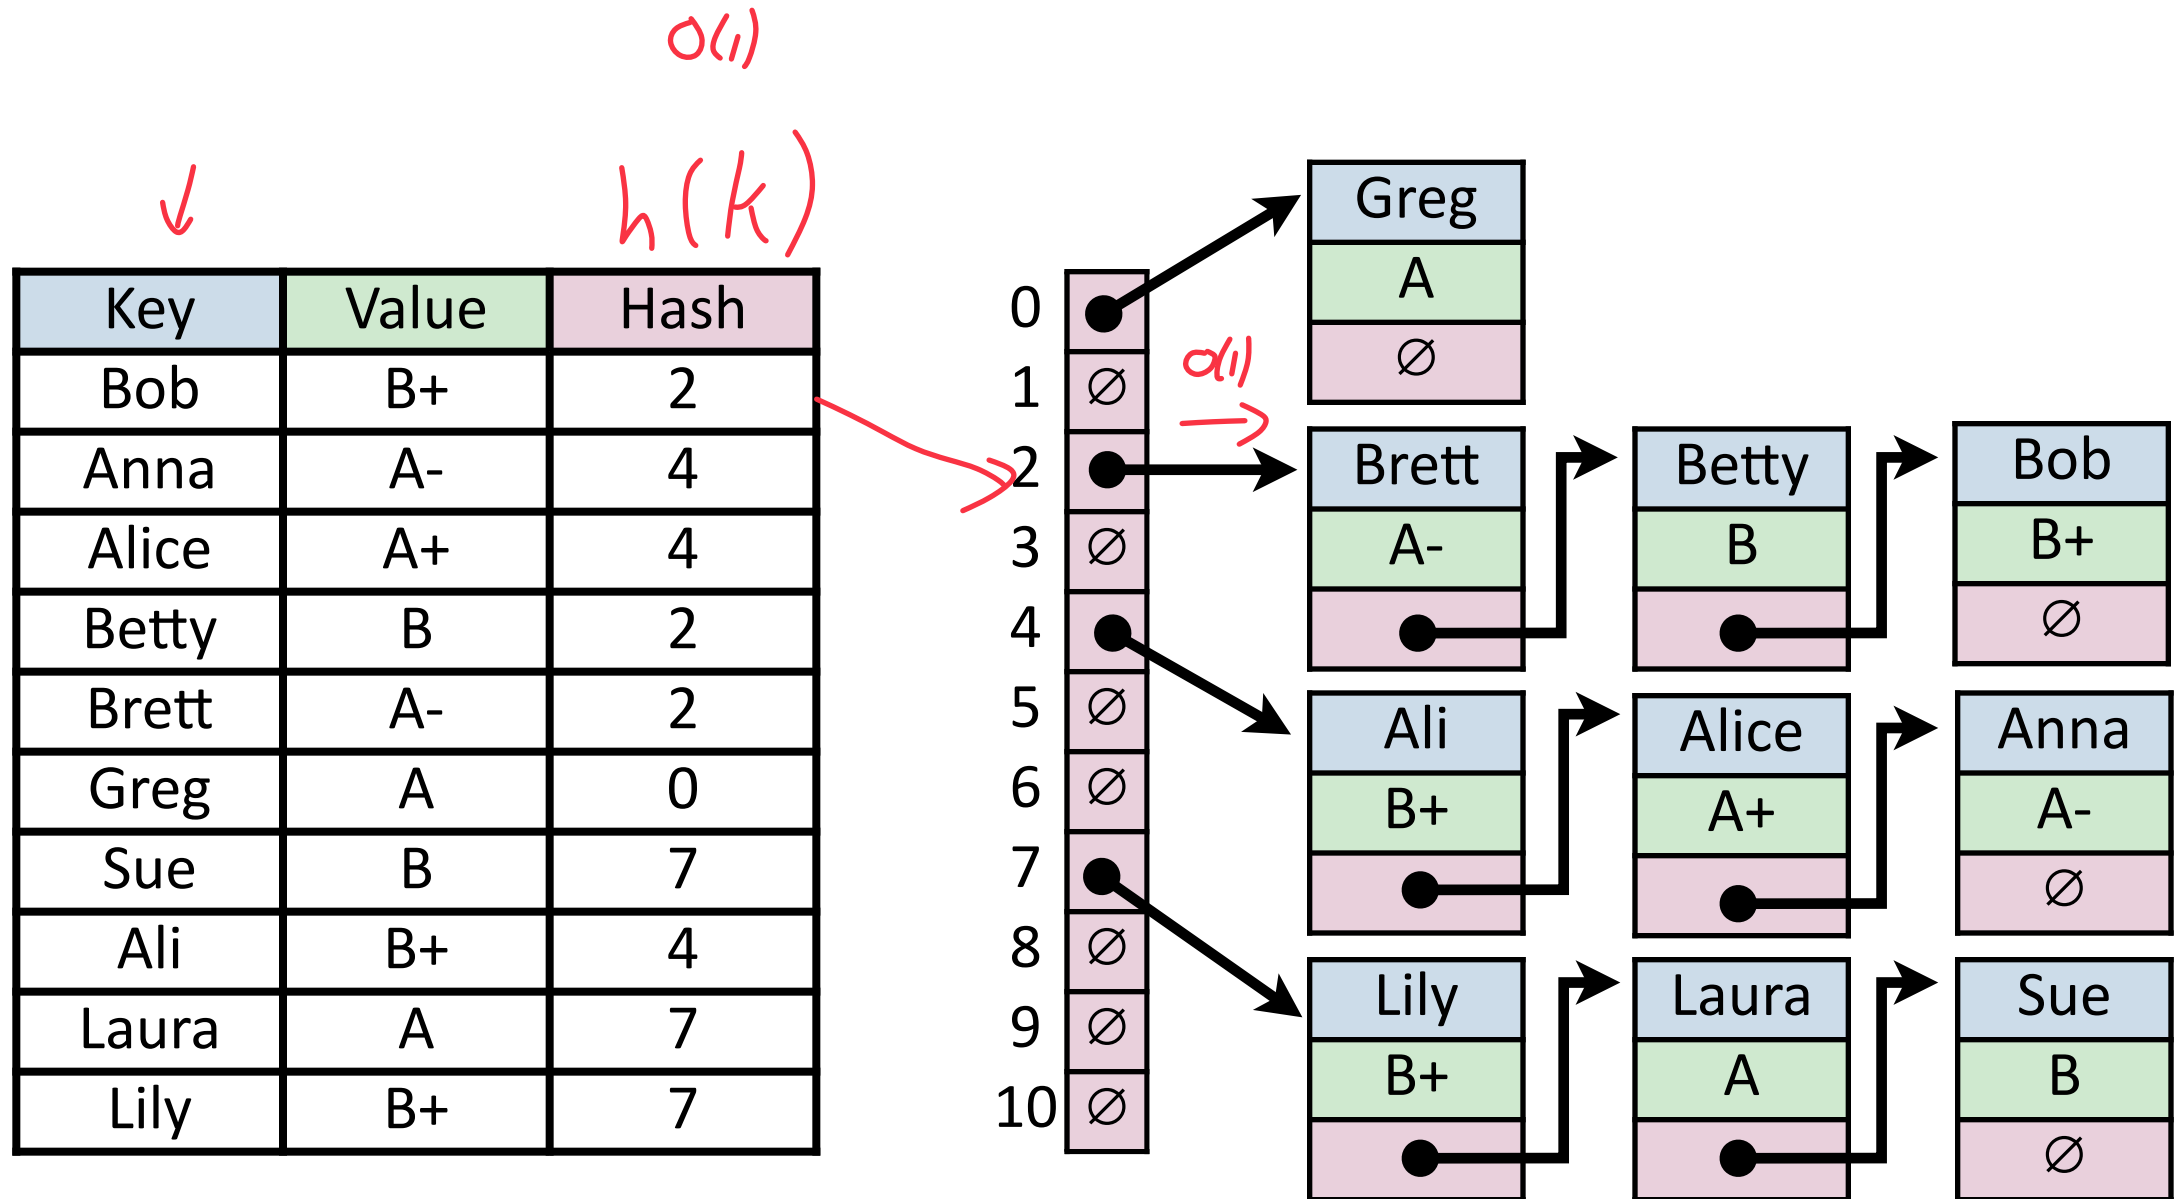 O(1)
h(k)
Key Value Hash
Bob B+ 2
Anna A- 4
Alice A+ 4
Betty B 2
Brett A- 2
Greg A 0
Sue B 7
Ali B+ 4
Laura A 7
Lily B+ 7
0
1 ∅
2
3 ∅
4
5 ∅
6 ∅
7
8 ∅
9 ∅
10 ∅
O(1)
Greg
A
∅
Brett Betty Bob
A- B B+
∅
Ali Alice Anna
B+ A+ A-
∅
Lily Laura Sue
B+ A B
∅